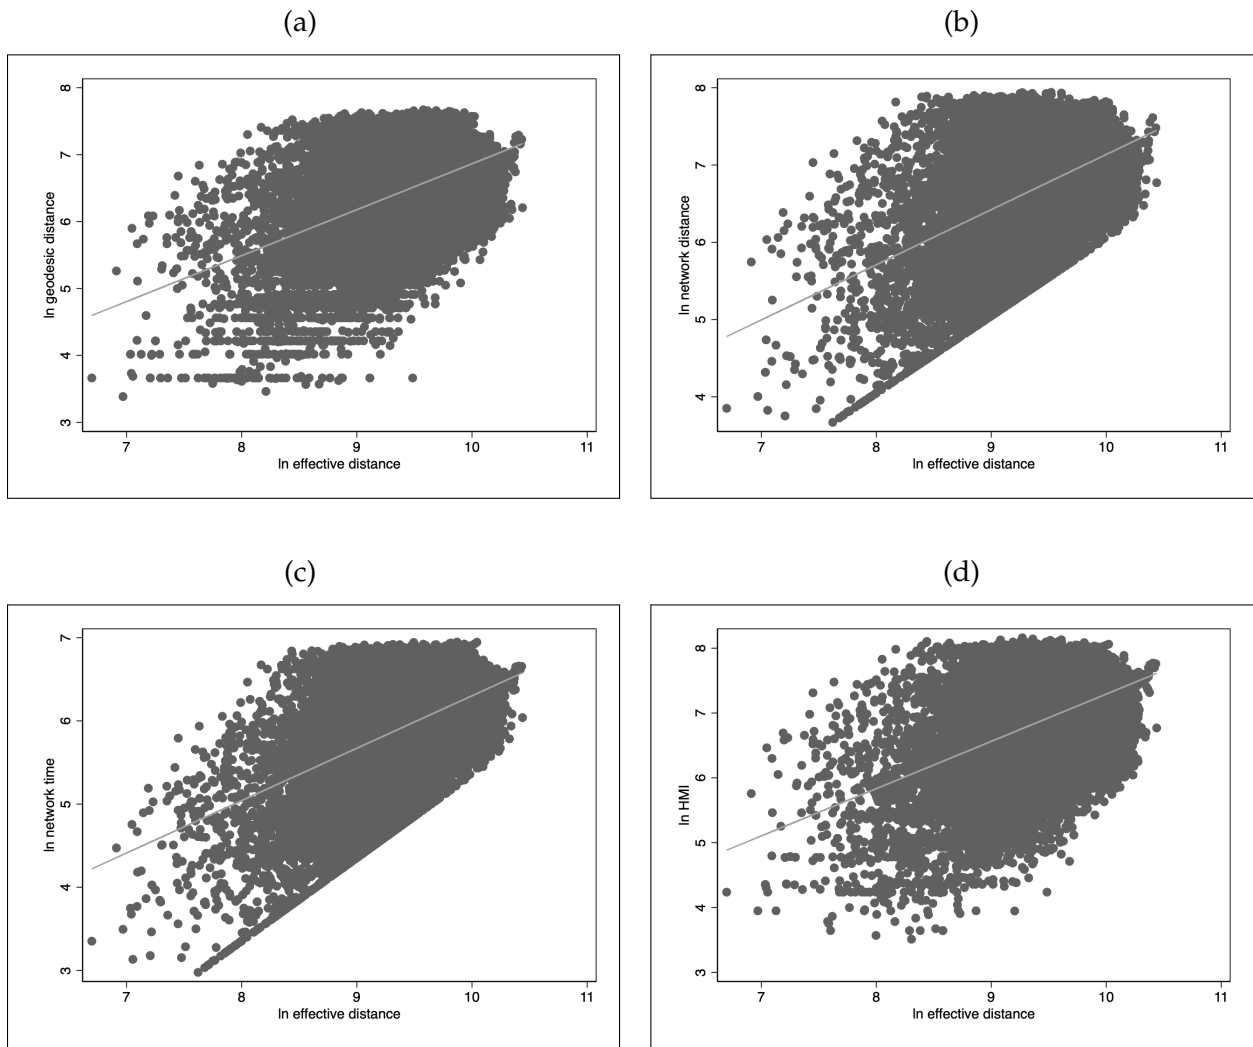 (a)
8
7
6
5
4
3
ln geodesic distance
7 8 9 10 11
ln effective distance
(b)
8
7
6
5
4
ln network distance
7 8 9 10 11
ln effective distance
(c)
7
6
5
4
3
ln network time
7 8 9 10 11
ln effective distance
(d)
8
7
6
5
4
3
ln HMI
7 8 9 10 11
ln effective distance